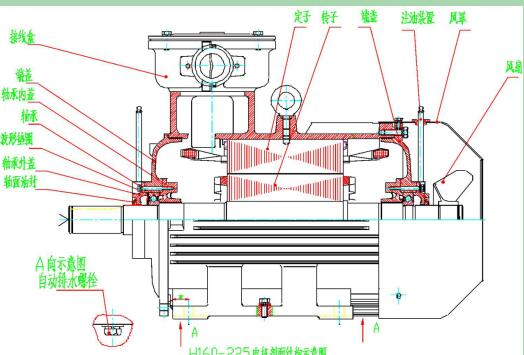 定子
转子
端盖
注油装置
风罩
风扇
接线盒
端盖
轴承内盖
轴承
波形垫圈
轴承外盖
轴面油封
A向示意图
自动排水螺栓
A
A
H160-225电机剖面结构示意图